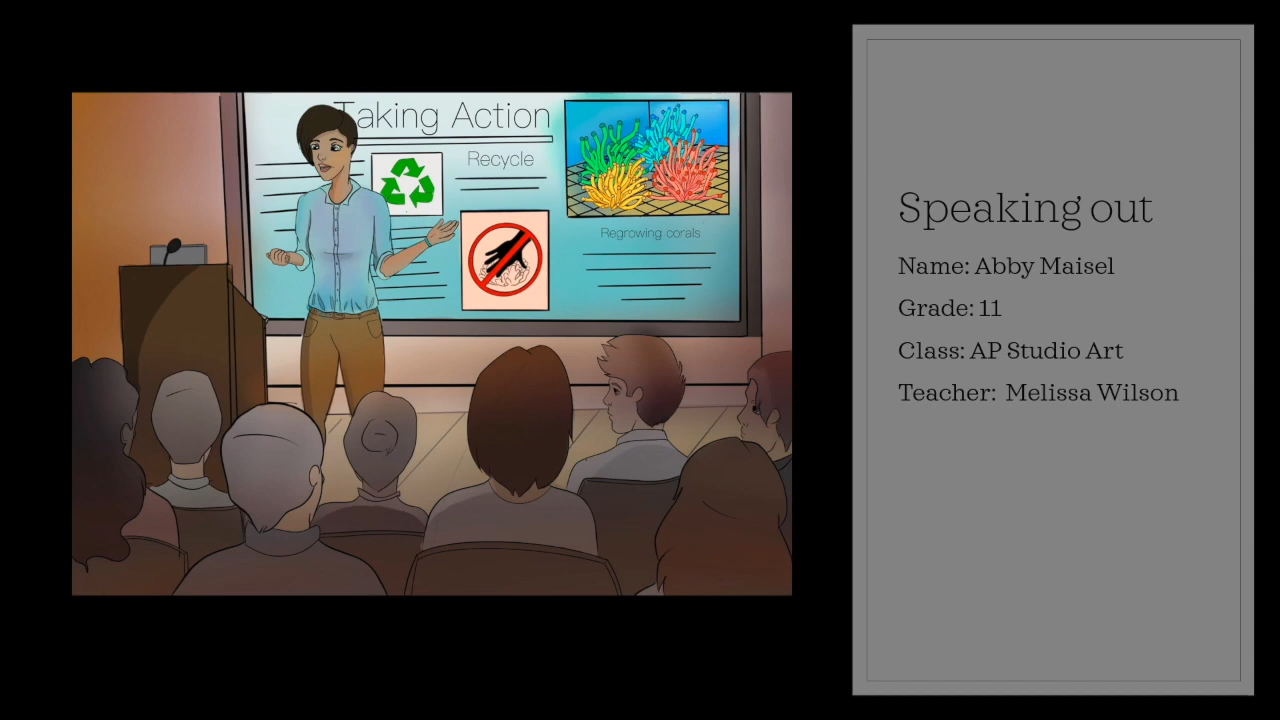 Taking Action
Recycle
Regrowing corals
Speaking out
Name: Abby Maisel
Grade: 11
Class: AP Studio Art
Teacher: Melissa Wilson